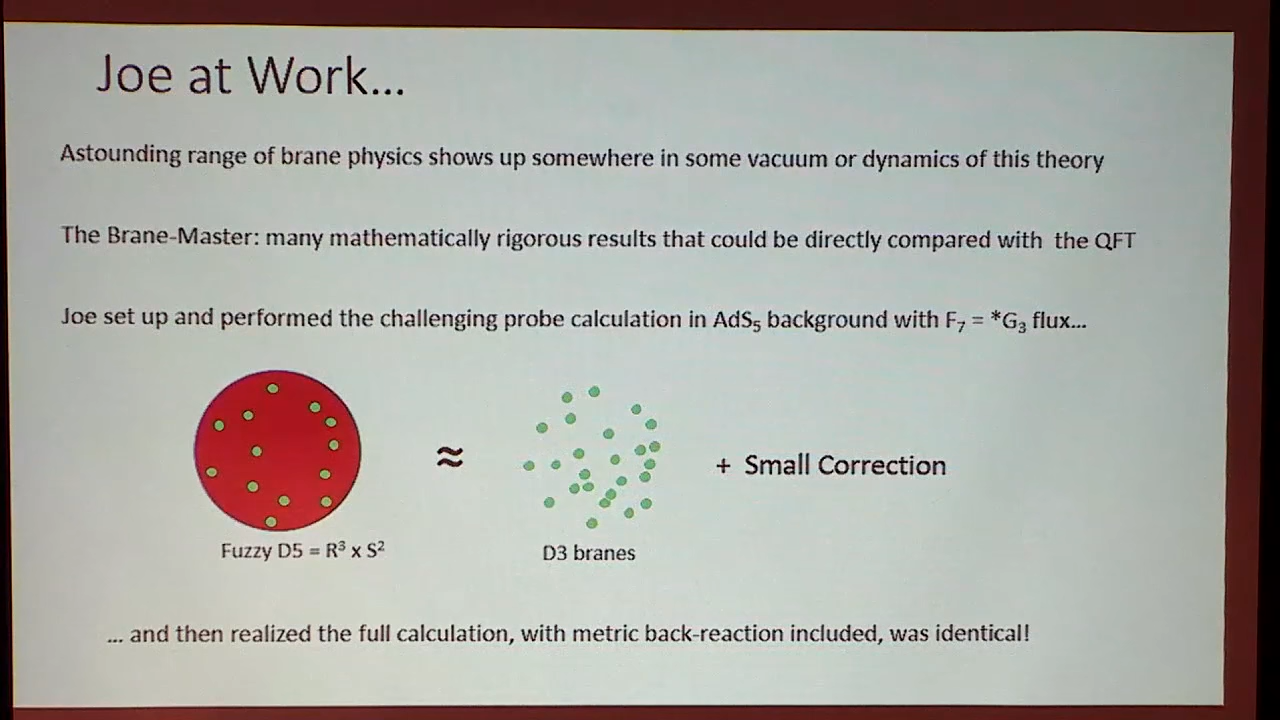 Joe at Work...
Astounding range of brane physics shows up somewhere in some vacuum or dynamics of this theory
The Brane-Master: many mathematically rigorous results that could be directly compared with the QFT
Joe set up and performed the challenging probe calculation in AdS₅ background with F₇ = *G₃ flux...
≈ + Small Correction
Fuzzy D5 = R³ x S² D3 branes
... and then realized the full calculation, with metric back-reaction included, was identical!